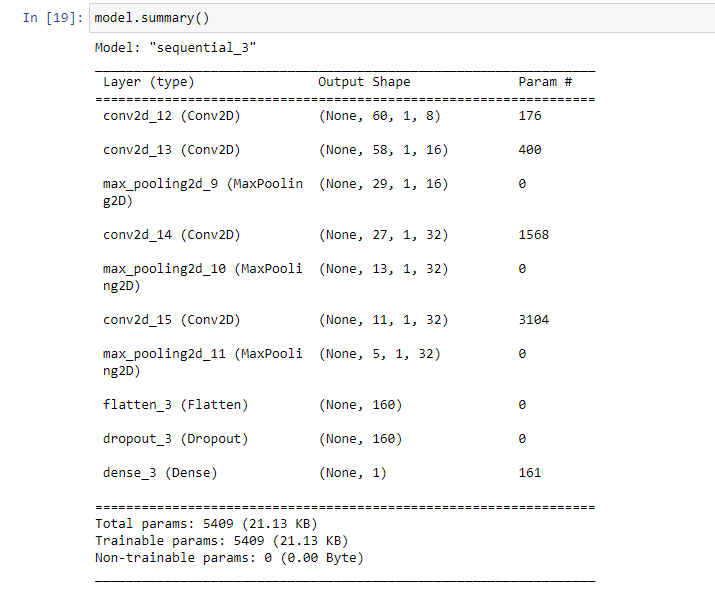 In [19]: model.summary()
Model: "sequential_3"
_________________________________________________________________
Layer (type) Output Shape Param #
=================================================================
conv2d_12 (Conv2D) (None, 60, 1, 8) 176
conv2d_13 (Conv2D) (None, 58, 1, 16) 400
max_pooling2d_9 (MaxPoolin (None, 29, 1, 16) 0
g2D)
conv2d_14 (Conv2D) (None, 27, 1, 32) 1568
max_pooling2d_10 (MaxPooli (None, 13, 1, 32) 0
ng2D)
conv2d_15 (Conv2D) (None, 11, 1, 32) 3104
max_pooling2d_11 (MaxPooli (None, 5, 1, 32) 0
ng2D)
flatten_3 (Flatten) (None, 160) 0
dropout_3 (Dropout) (None, 160) 0
dense_3 (Dense) (None, 1) 161
=================================================================
Total params: 5409 (21.13 KB)
Trainable params: 5409 (21.13 KB)
Non-trainable params: 0 (0.00 Byte)
_________________________________________________________________